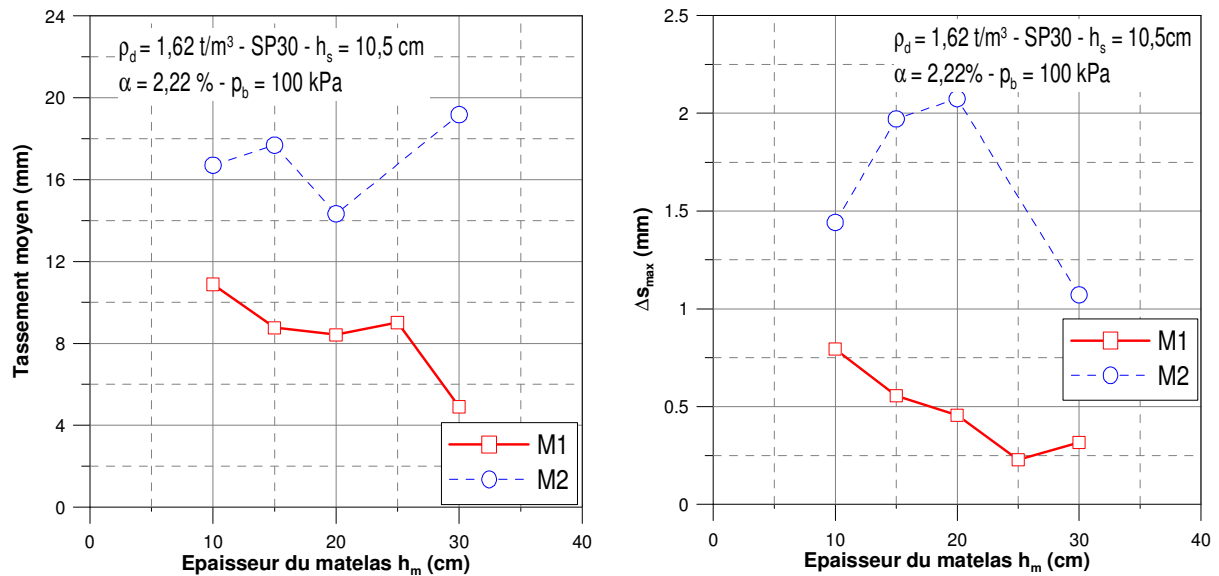 24
20
16
12
8
4
0
Tassement moyen (mm)
ρd = 1,62 t/m³ - SP30 - hs = 10,5 cm
α = 2,22 % - pb = 100 kPa
M1
M2
0 10 20 30 40
Epaisseur du matelas hm (cm)
2.5
2
1.5
1
0.5
0
Δsmax (mm)
ρd = 1,62 t/m³ - SP30 - hs = 10,5cm
α = 2,22% - pb = 100 kPa
M1
M2
0 10 20 30 40
Epaisseur du matelas hm (cm)